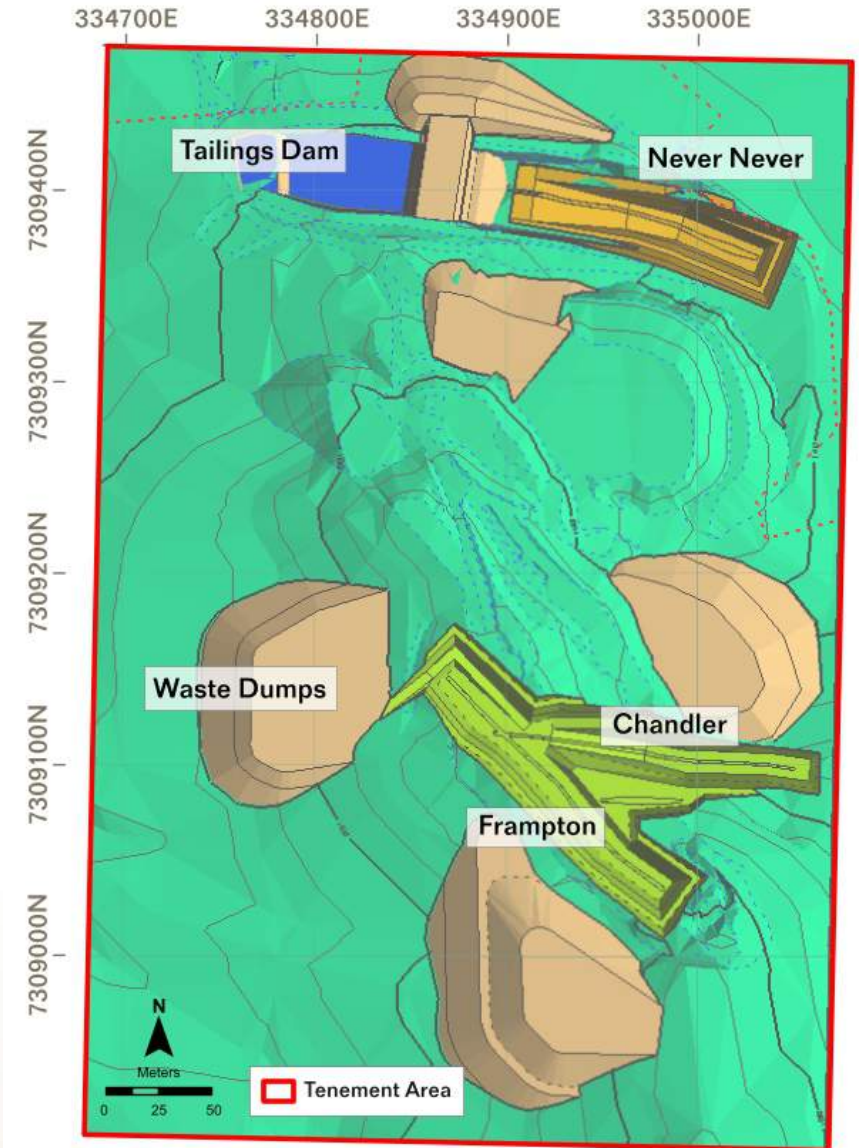 334700E 334800E 334900E 335000E
7309400N
7309300N
7309200N
7309100N
7309000N
Tailings Dam
Never Never
Waste Dumps
Chandler
Frampton
N
Meters
0 25 50
Tenement Area